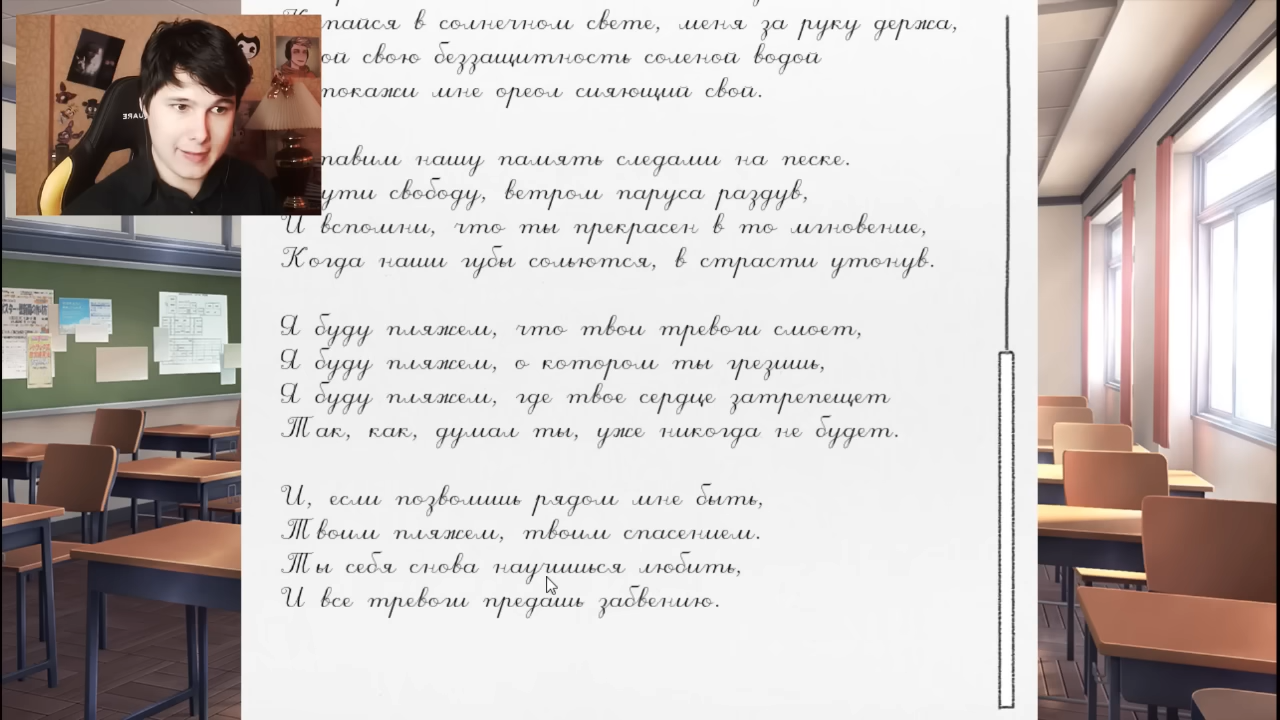 в солнечном свете, меня за руку держа,
свою беззащитность соленой водой
покажи мне ореол сияющий свой.
нашу память следами на песке.
свободу, ветром паруса раздув,
И вспомни, что ты прекрасен в то мгновение,
Когда наши губы сольются, в страсти утонув.
Я буду пляжем, что твои тревоги смоет,
Я буду пляжем, о котором ты грезишь,
Я буду пляжем, где твое сердце затрепещет
Так, как, думал ты, уже никогда не будет.
И, если позволишь рядом мне быть,
Твоим пляжем, твоим спасением.
Ты себя снова научишься любить,
И все тревоги предашь забвению.